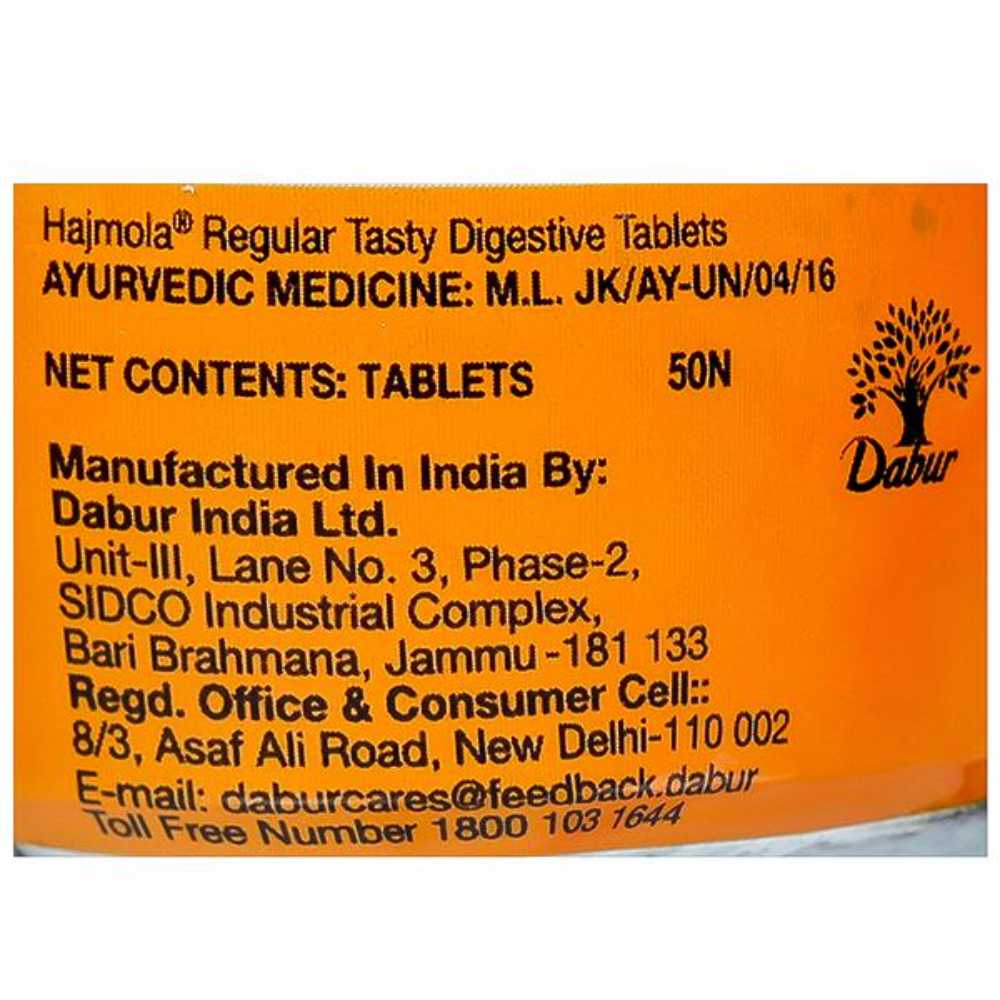 Hajmola® Regular Tasty Digestive Tablets
AYURVEDIC MEDICINE: M.L. JK/AY-UN/04/16
NET CONTENTS: TABLETS 50N
Dabur
Manufactured In India By:
Dabur India Ltd.
Unit-III, Lane No. 3, Phase-2,
SIDCO Industrial Complex,
Bari Brahmana, Jammu -181 133
Regd. Office & Consumer Cell::
8/3, Asaf Ali Road, New Delhi-110 002
E-mail: daburcares@feedback.dabur
Toll Free Number 1800 103 1644